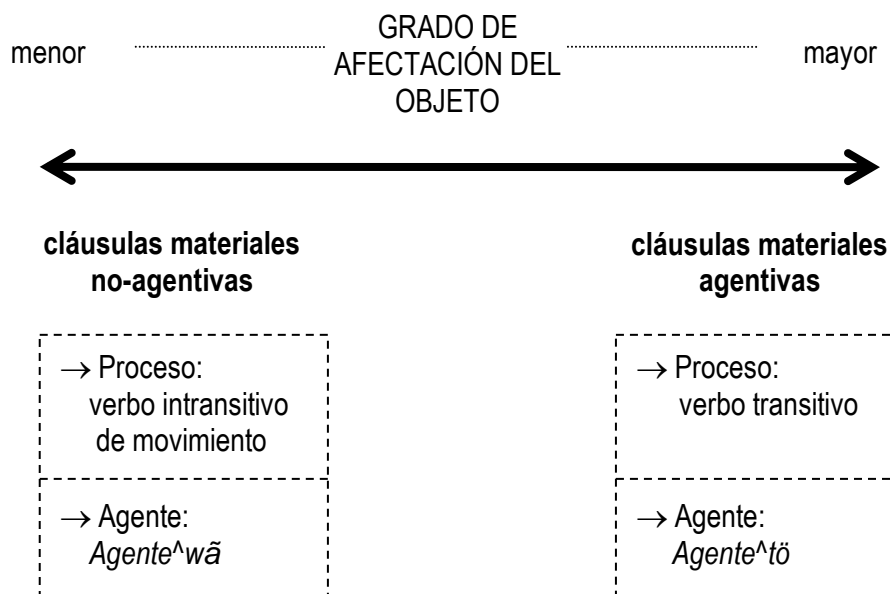 GRADO DE
menor
AFECTACIÓN DEL
mayor
OBJETO
cláusulas materiales
no-agentivas
cláusulas materiales
agentivas
→ Proceso:
verbo intransitivo
de movimiento
→ Proceso:
verbo transitivo
→ Agente:
Agente^wã
→ Agente:
Agente^tö